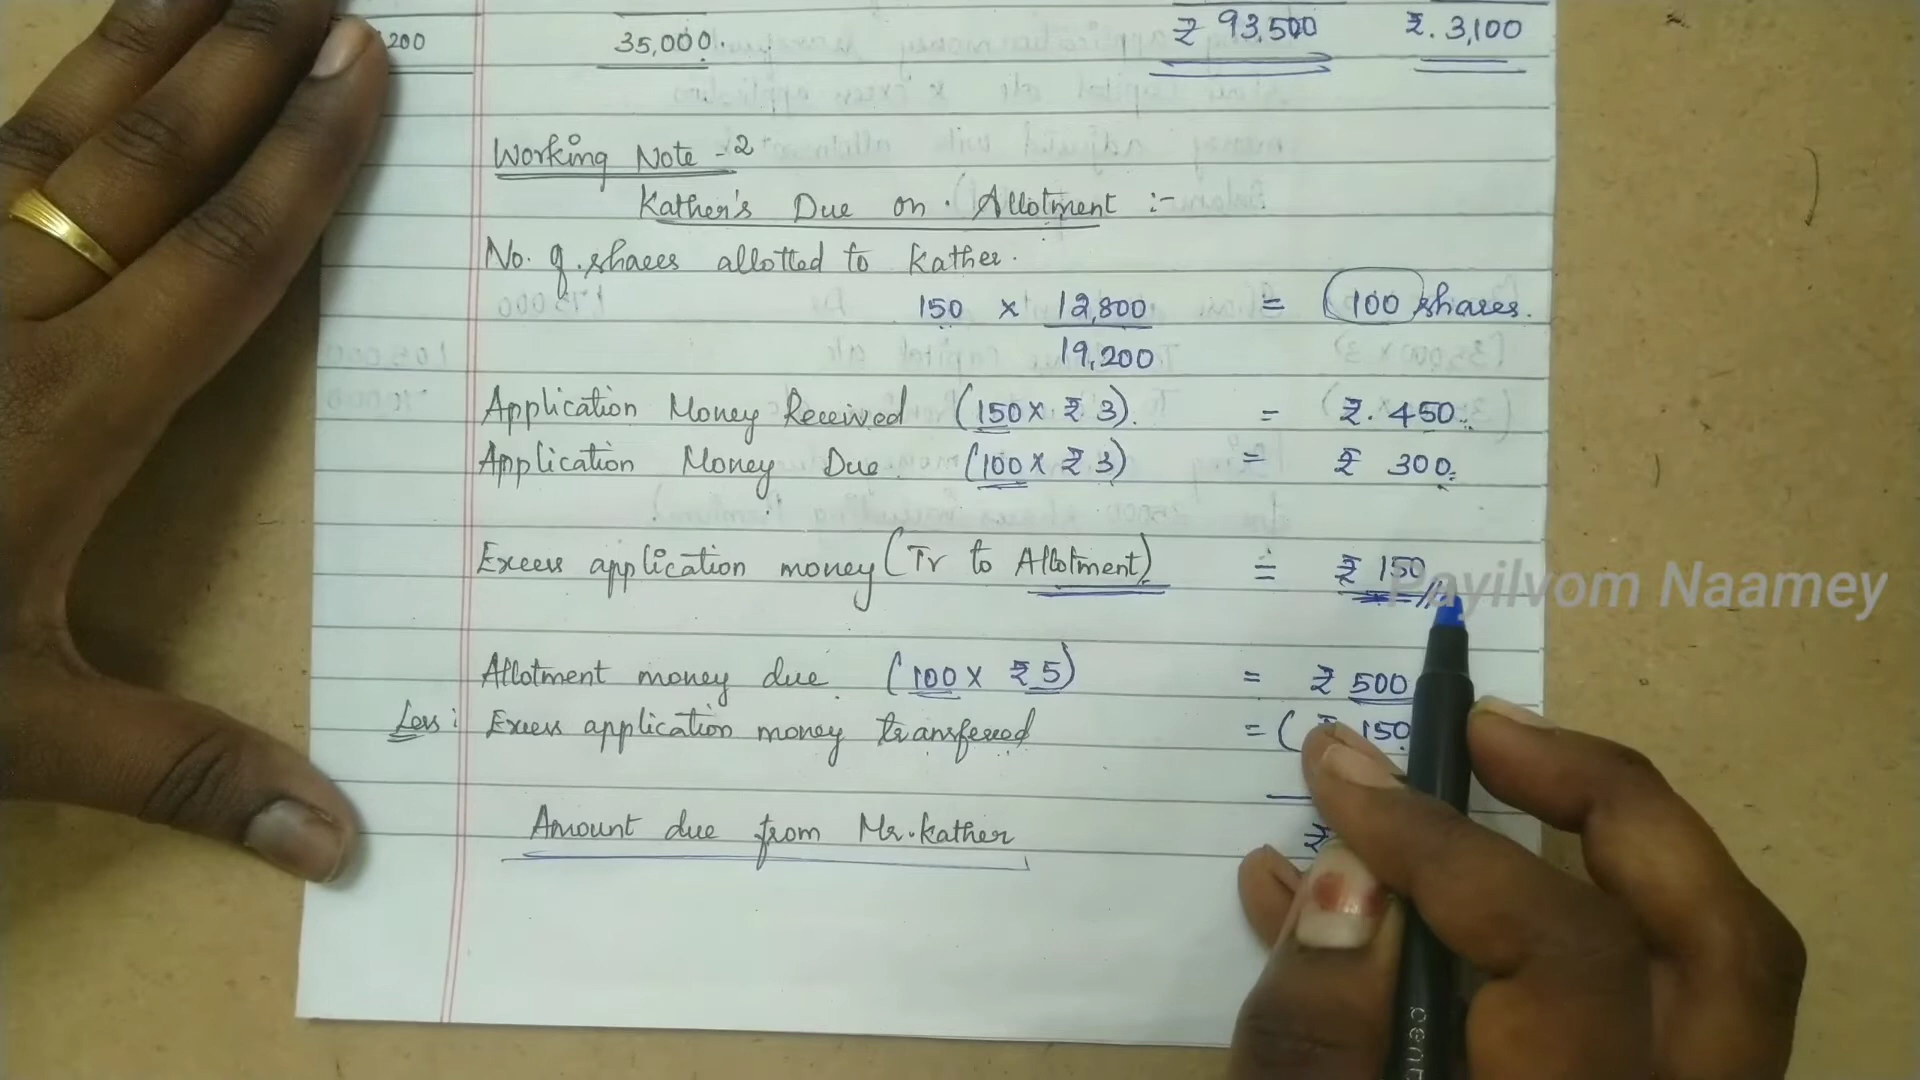 200 35,000. ₹ 93,500 ₹. 3,100
Working Note -2
Kather's Due on Allotment :-
No. of shares allotted to Kather.
150 x 12,800 = 100 shares.
19,200
Application Money Received (150x ₹ 3). = ₹. 450
Application Money Due (100x ₹ 3) = ₹ 300
Excess application money (Tr to Allotment) = ₹ 150
Payilvom Naamey
Allotment money due (100x ₹ 5) = ₹ 500
Less: Excess application money transferred = ( ₹ 150
Amount due from Mr. Kather ₹